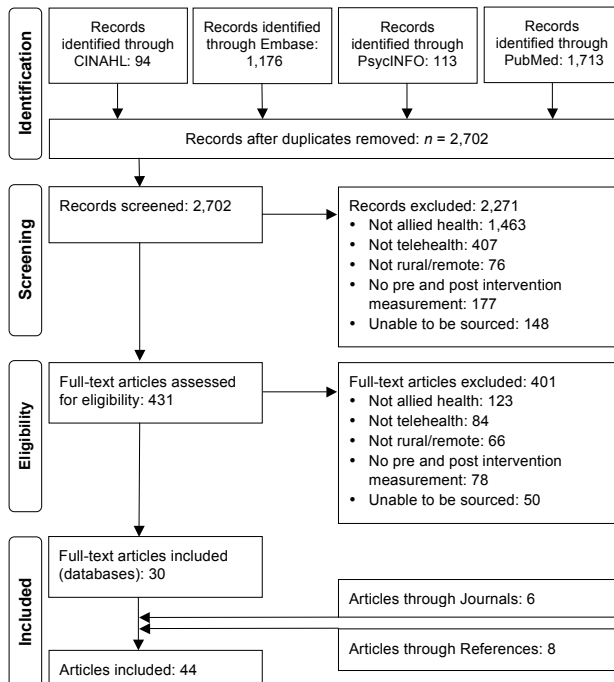 Identification
Records
identified through
CINAHL: 94
Records identified
through Embase:
1,176
Records
identified through
PsycINFO: 113
Records
identified through
PubMed: 1,713
Records after duplicates removed: n = 2,702
Screening
Records screened: 2,702
Records excluded: 2,271
• Not allied health: 1,463
• Not telehealth: 407
• Not rural/remote: 76
• No pre and post intervention
measurement: 177
• Unable to be sourced: 148
Eligibility
Full-text articles assessed
for eligibility: 431
Full-text articles excluded: 401
• Not allied health: 123
• Not telehealth: 84
• Not rural/remote: 66
• No pre and post intervention
measurement: 78
• Unable to be sourced: 50
Included
Full-text articles included
(databases): 30
Articles through Journals: 6
Articles through References: 8
Articles included: 44